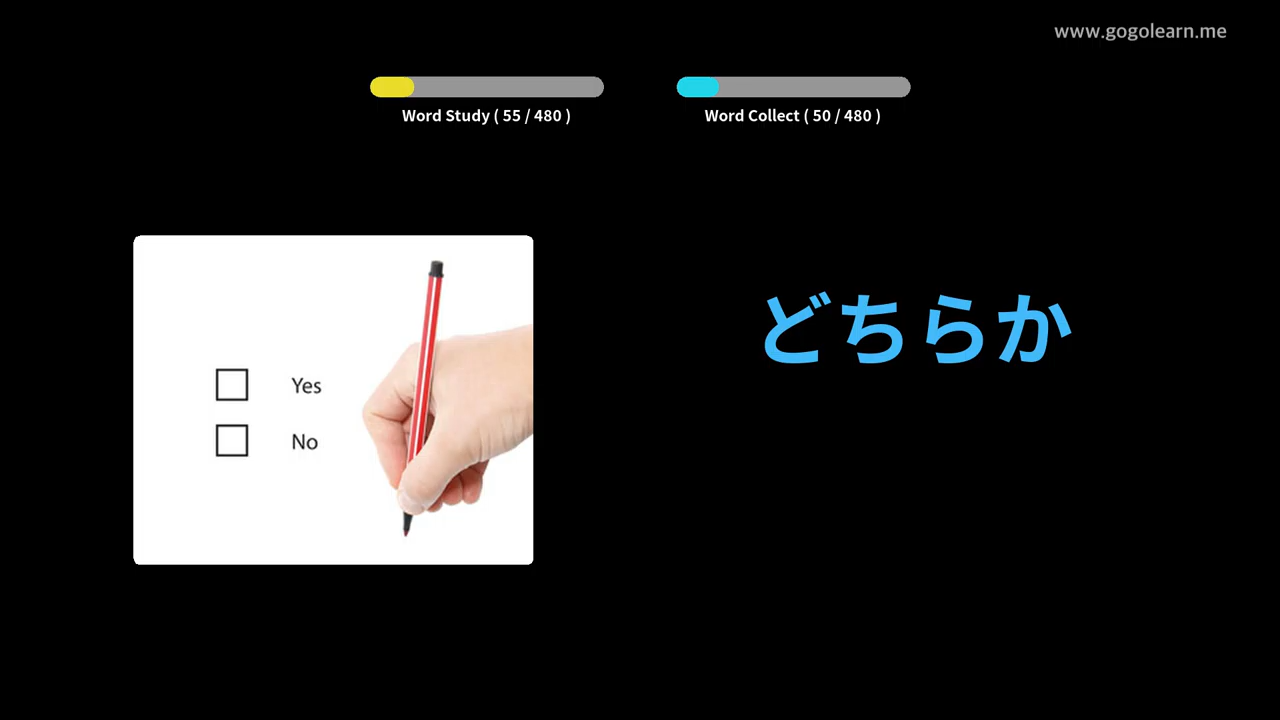 www.gogolearn.me
Word Study ( 55 / 480 )
Word Collect ( 50 / 480 )
どちらか
Yes
No